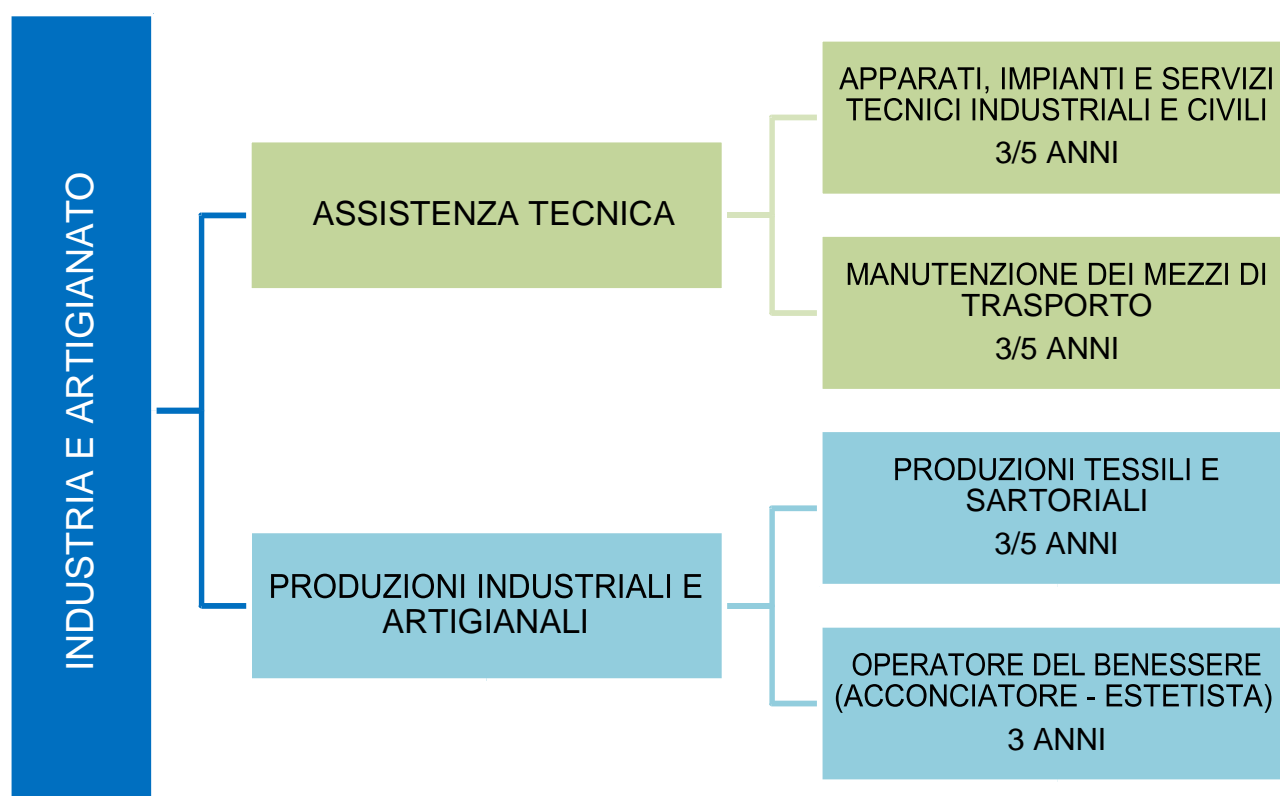 INDUSTRIA E ARTIGIANATO
ASSISTENZA TECNICA
APPARATI, IMPIANTI E SERVIZI
TECNICI INDUSTRIALI E CIVILI
3/5 ANNI
MANUTENZIONE DEI MEZZI DI
TRASPORTO
3/5 ANNI
PRODUZIONI INDUSTRIALI E
ARTIGIANALI
PRODUZIONI TESSILI E
SARTORIALI
3/5 ANNI
OPERATORE DEL BENESSERE
(ACCONCIATORE - ESTETISTA)
3 ANNI